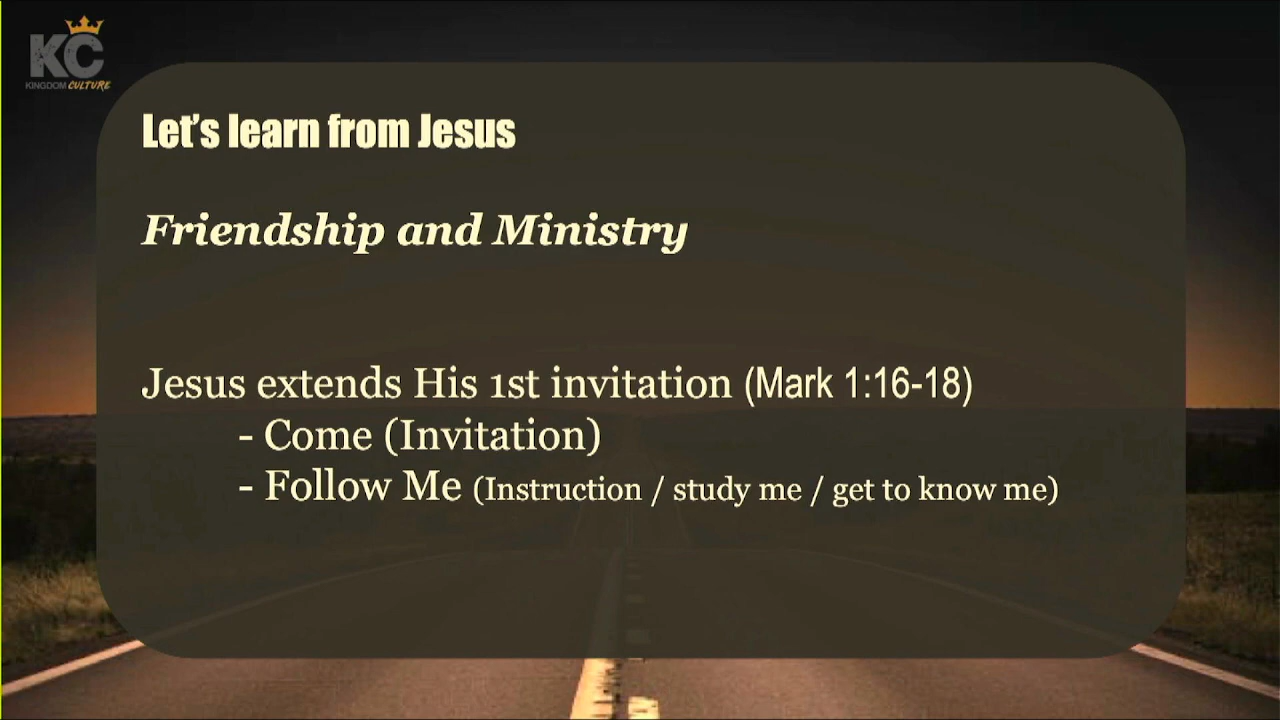 KC
KINGDOM CULTURE
Let's learn from Jesus
Friendship and Ministry
Jesus extends His 1st invitation (Mark 1:16-18)
- Come (Invitation)
- Follow Me (Instruction / study me / get to know me)